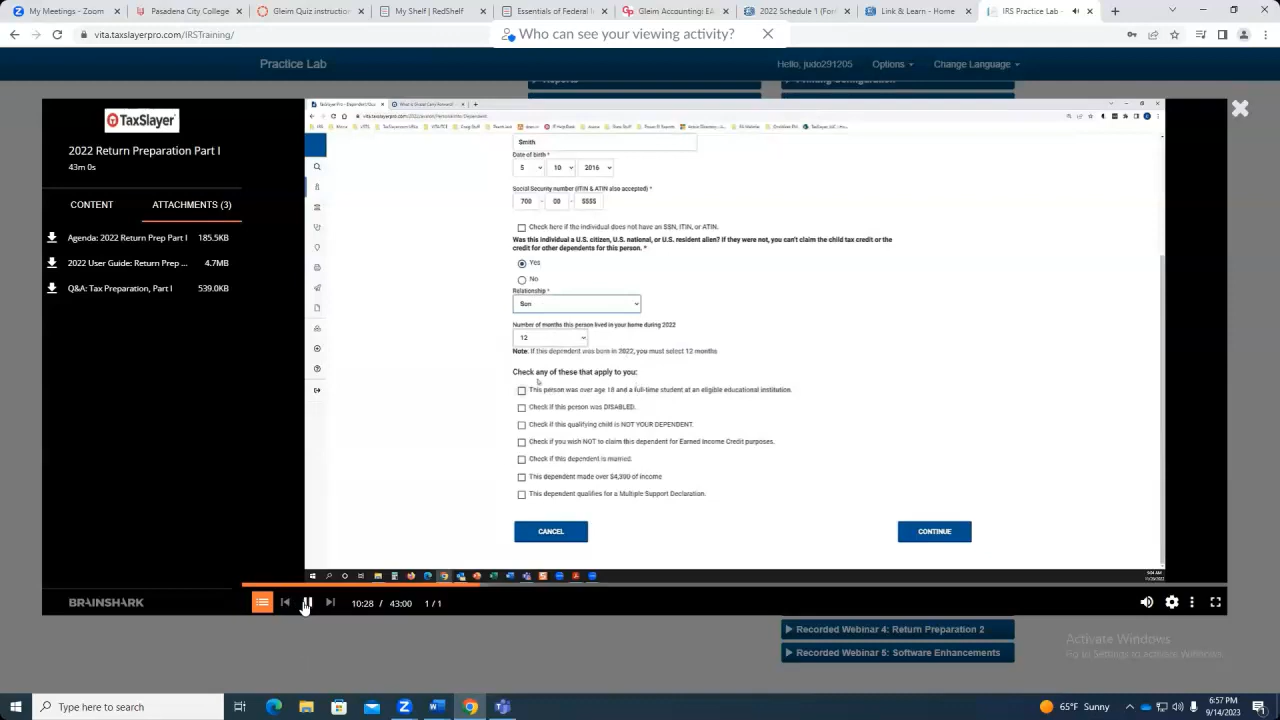 My Meetings - Zoom
Pasadena City College
Glenim Quiz Instruction
My Shelf | RedShelf
Essentials of Federal In
Accessibility
2022 Schedule 1 (For
Link & Learn - Home
IRS Practice Lab -
vita.taxslayerpro.com/IRSTraining/
Who can see your viewing activity?
Practice Lab
Hello, judo291205
Options
Change Language
Reports
Printing Configuration
TaxSlayer
2022 Return Preparation Part I
43m 0s
CONTENT
ATTACHMENTS (3)
Agenda: 2022 Return Prep Part I 185.5KB
2022 User Guide: Return Prep ... 4.7MB
Q&A: Tax Preparation, Part I 539.0KB
Smith
Date of birth *
5 10 2016
Social Security number (ITIN & ATIN also accepted) *
700 - 00 - 5555
Check here if the individual does not have an SSN, ITIN, or ATIN.
Was this individual a U.S. citizen, U.S. national, or U.S. resident alien? If they were not, you can't claim the child tax credit or the
credit for other dependents for this person. *
Yes
No
Relationship *
Son
Number of months this person lived in your home during 2022
12
Note: If this dependent was born in 2022, you must select 12 months
Check any of these that apply to you:
This person was over age 18 and a full-time student at an eligible educational institution.
Check if this person was DISABLED.
Check if this qualifying child is NOT YOUR DEPENDENT.
Check if you wish NOT to claim this dependent for Earned Income Credit purposes.
Check if this dependent is married.
This dependent made over $4,300 of income
This dependent qualifies for a Multiple Support Declaration.
CANCEL
CONTINUE
BRAINSHARK
10:28 / 43:00 1 / 1
Recorded Webinar 4: Return Preparation 2
Recorded Webinar 5: Software Enhancements
Activate Windows
Go to Settings to activate Windows.
Type here to search
65°F Sunny
6:57 PM
9/14/2023